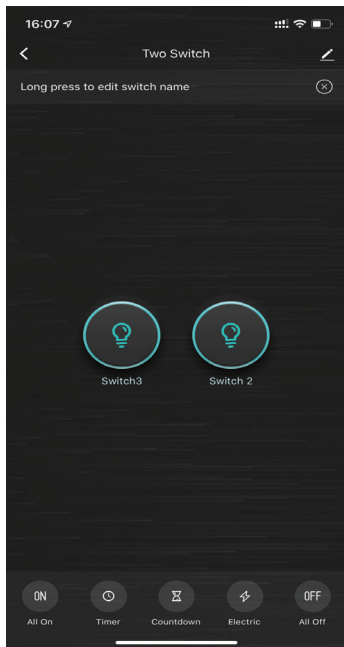 16:07
Two Switch
Long press to edit switch name
Switch3 Switch 2
ON OFF
All On Timer Countdown Electric All Off